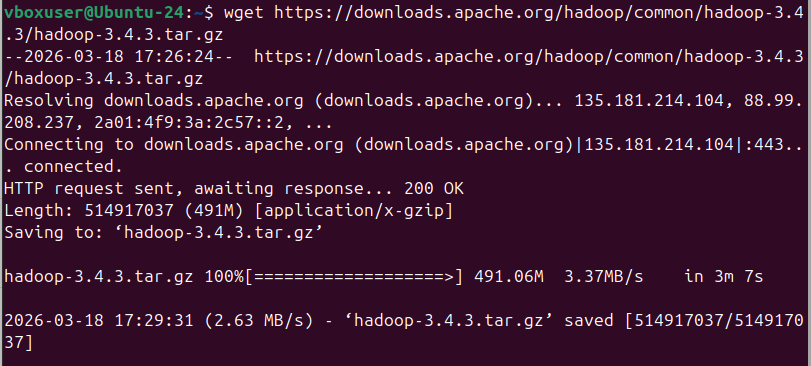 vboxuser@Ubuntu-24:~$ wget https://downloads.apache.org/hadoop/common/hadoop-3.4
.3/hadoop-3.4.3.tar.gz
--2026-03-18 17:26:24--  https://downloads.apache.org/hadoop/common/hadoop-3.4.3
/hadoop-3.4.3.tar.gz
Resolving downloads.apache.org (downloads.apache.org)... 135.181.214.104, 88.99.
208.237, 2a01:4f9:3a:2c57::2, ...
Connecting to downloads.apache.org (downloads.apache.org)|135.181.214.104|:443..
. connected.
HTTP request sent, awaiting response... 200 OK
Length: 514917037 (491M) [application/x-gzip]
Saving to: ‘hadoop-3.4.3.tar.gz’
hadoop-3.4.3.tar.gz 100%[===================>] 491.06M  3.37MB/s    in 3m 7s
2026-03-18 17:29:31 (2.63 MB/s) - ‘hadoop-3.4.3.tar.gz’ saved [514917037/5149170
37]